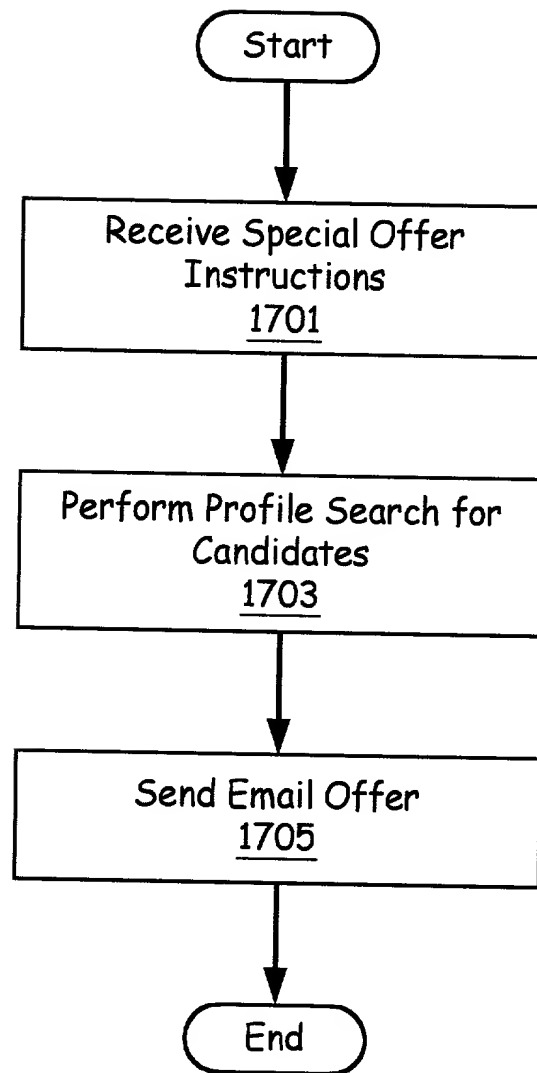 Start
Receive Special Offer
Instructions
1701
Perform Profile Search for
Candidates
1703
Send Email Offer
1705
End